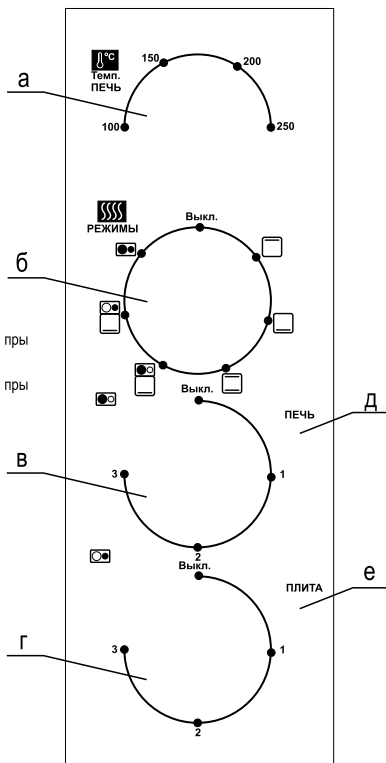 °C
Темп.
ПЕЧЬ
150
200
а
100
250
РЕЖИМЫ
Выкл.
б
пры
пры
Выкл.
ПЕЧЬ
д
в
3
1
2
Выкл.
ПЛИТА
е
г
3
1
2